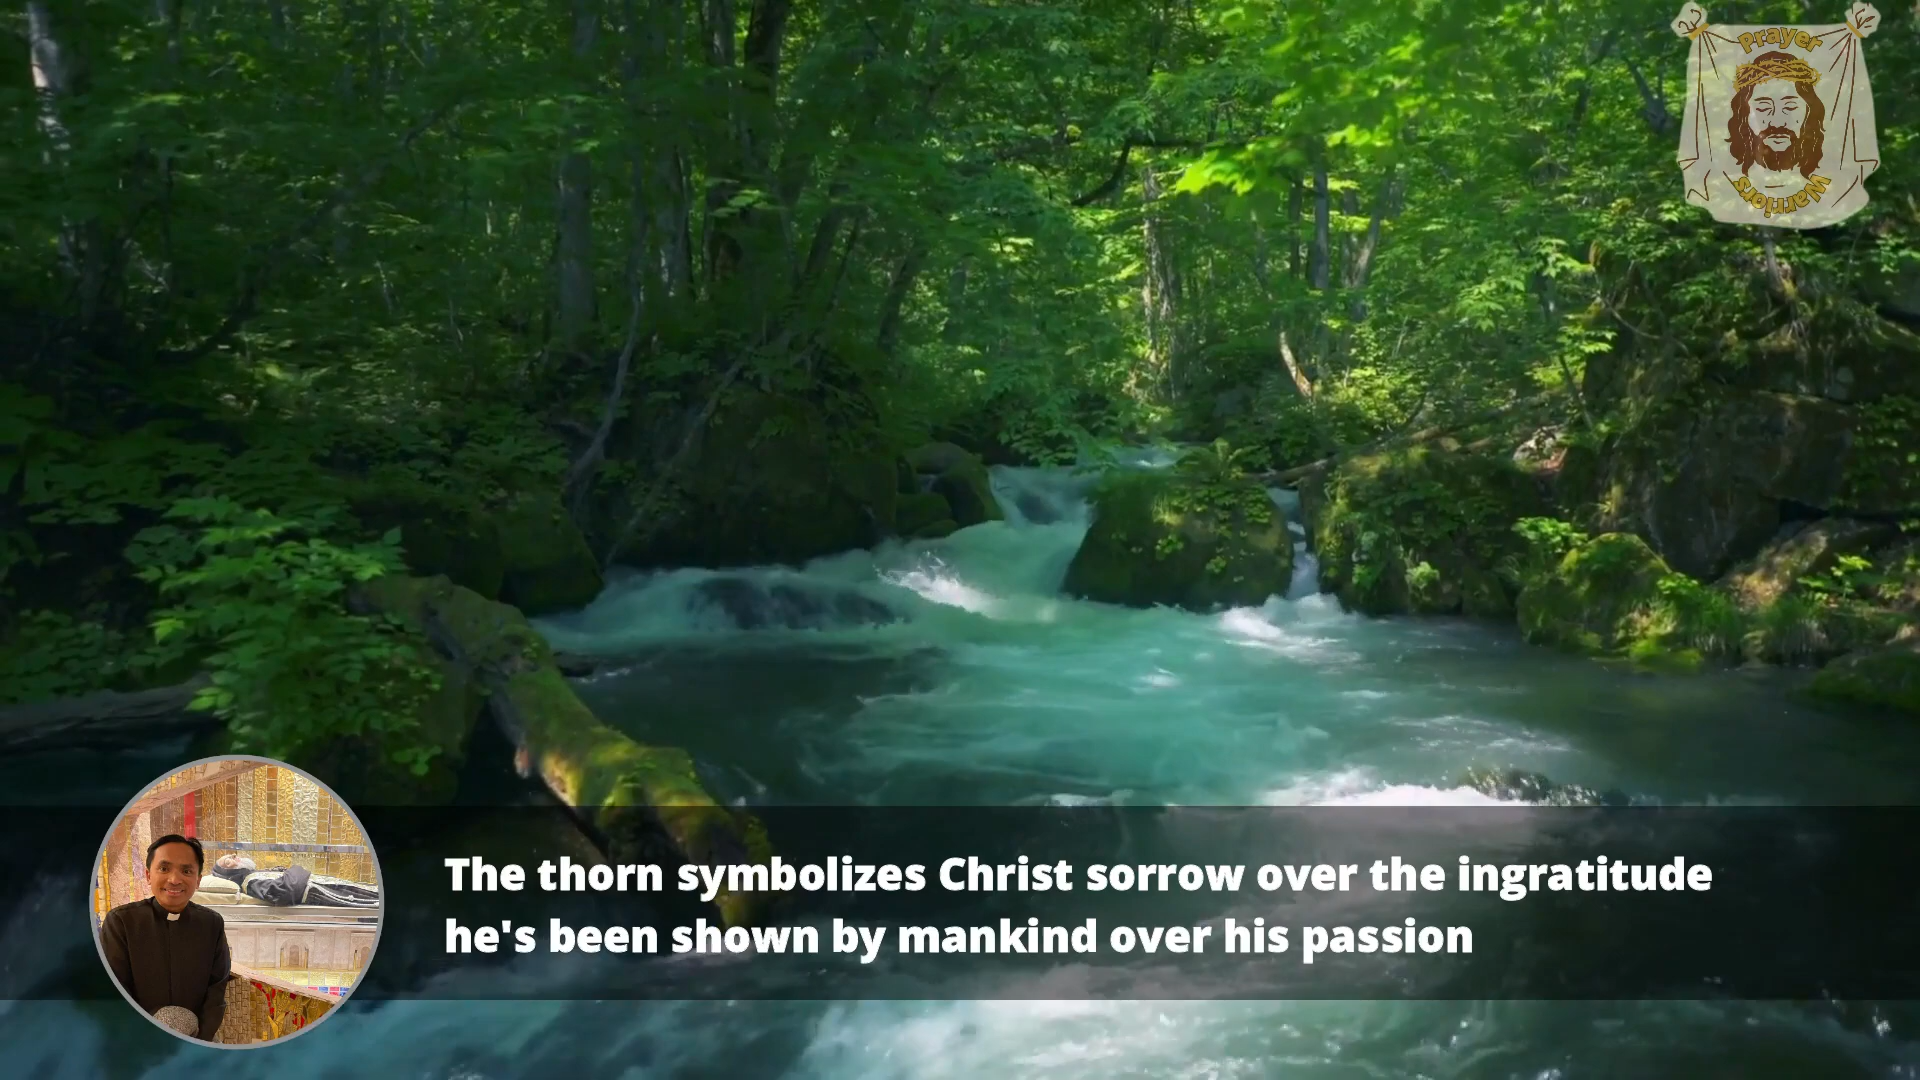 Prayer
Warriors
The thorn symbolizes Christ sorrow over the ingratitude
he's been shown by mankind over his passion